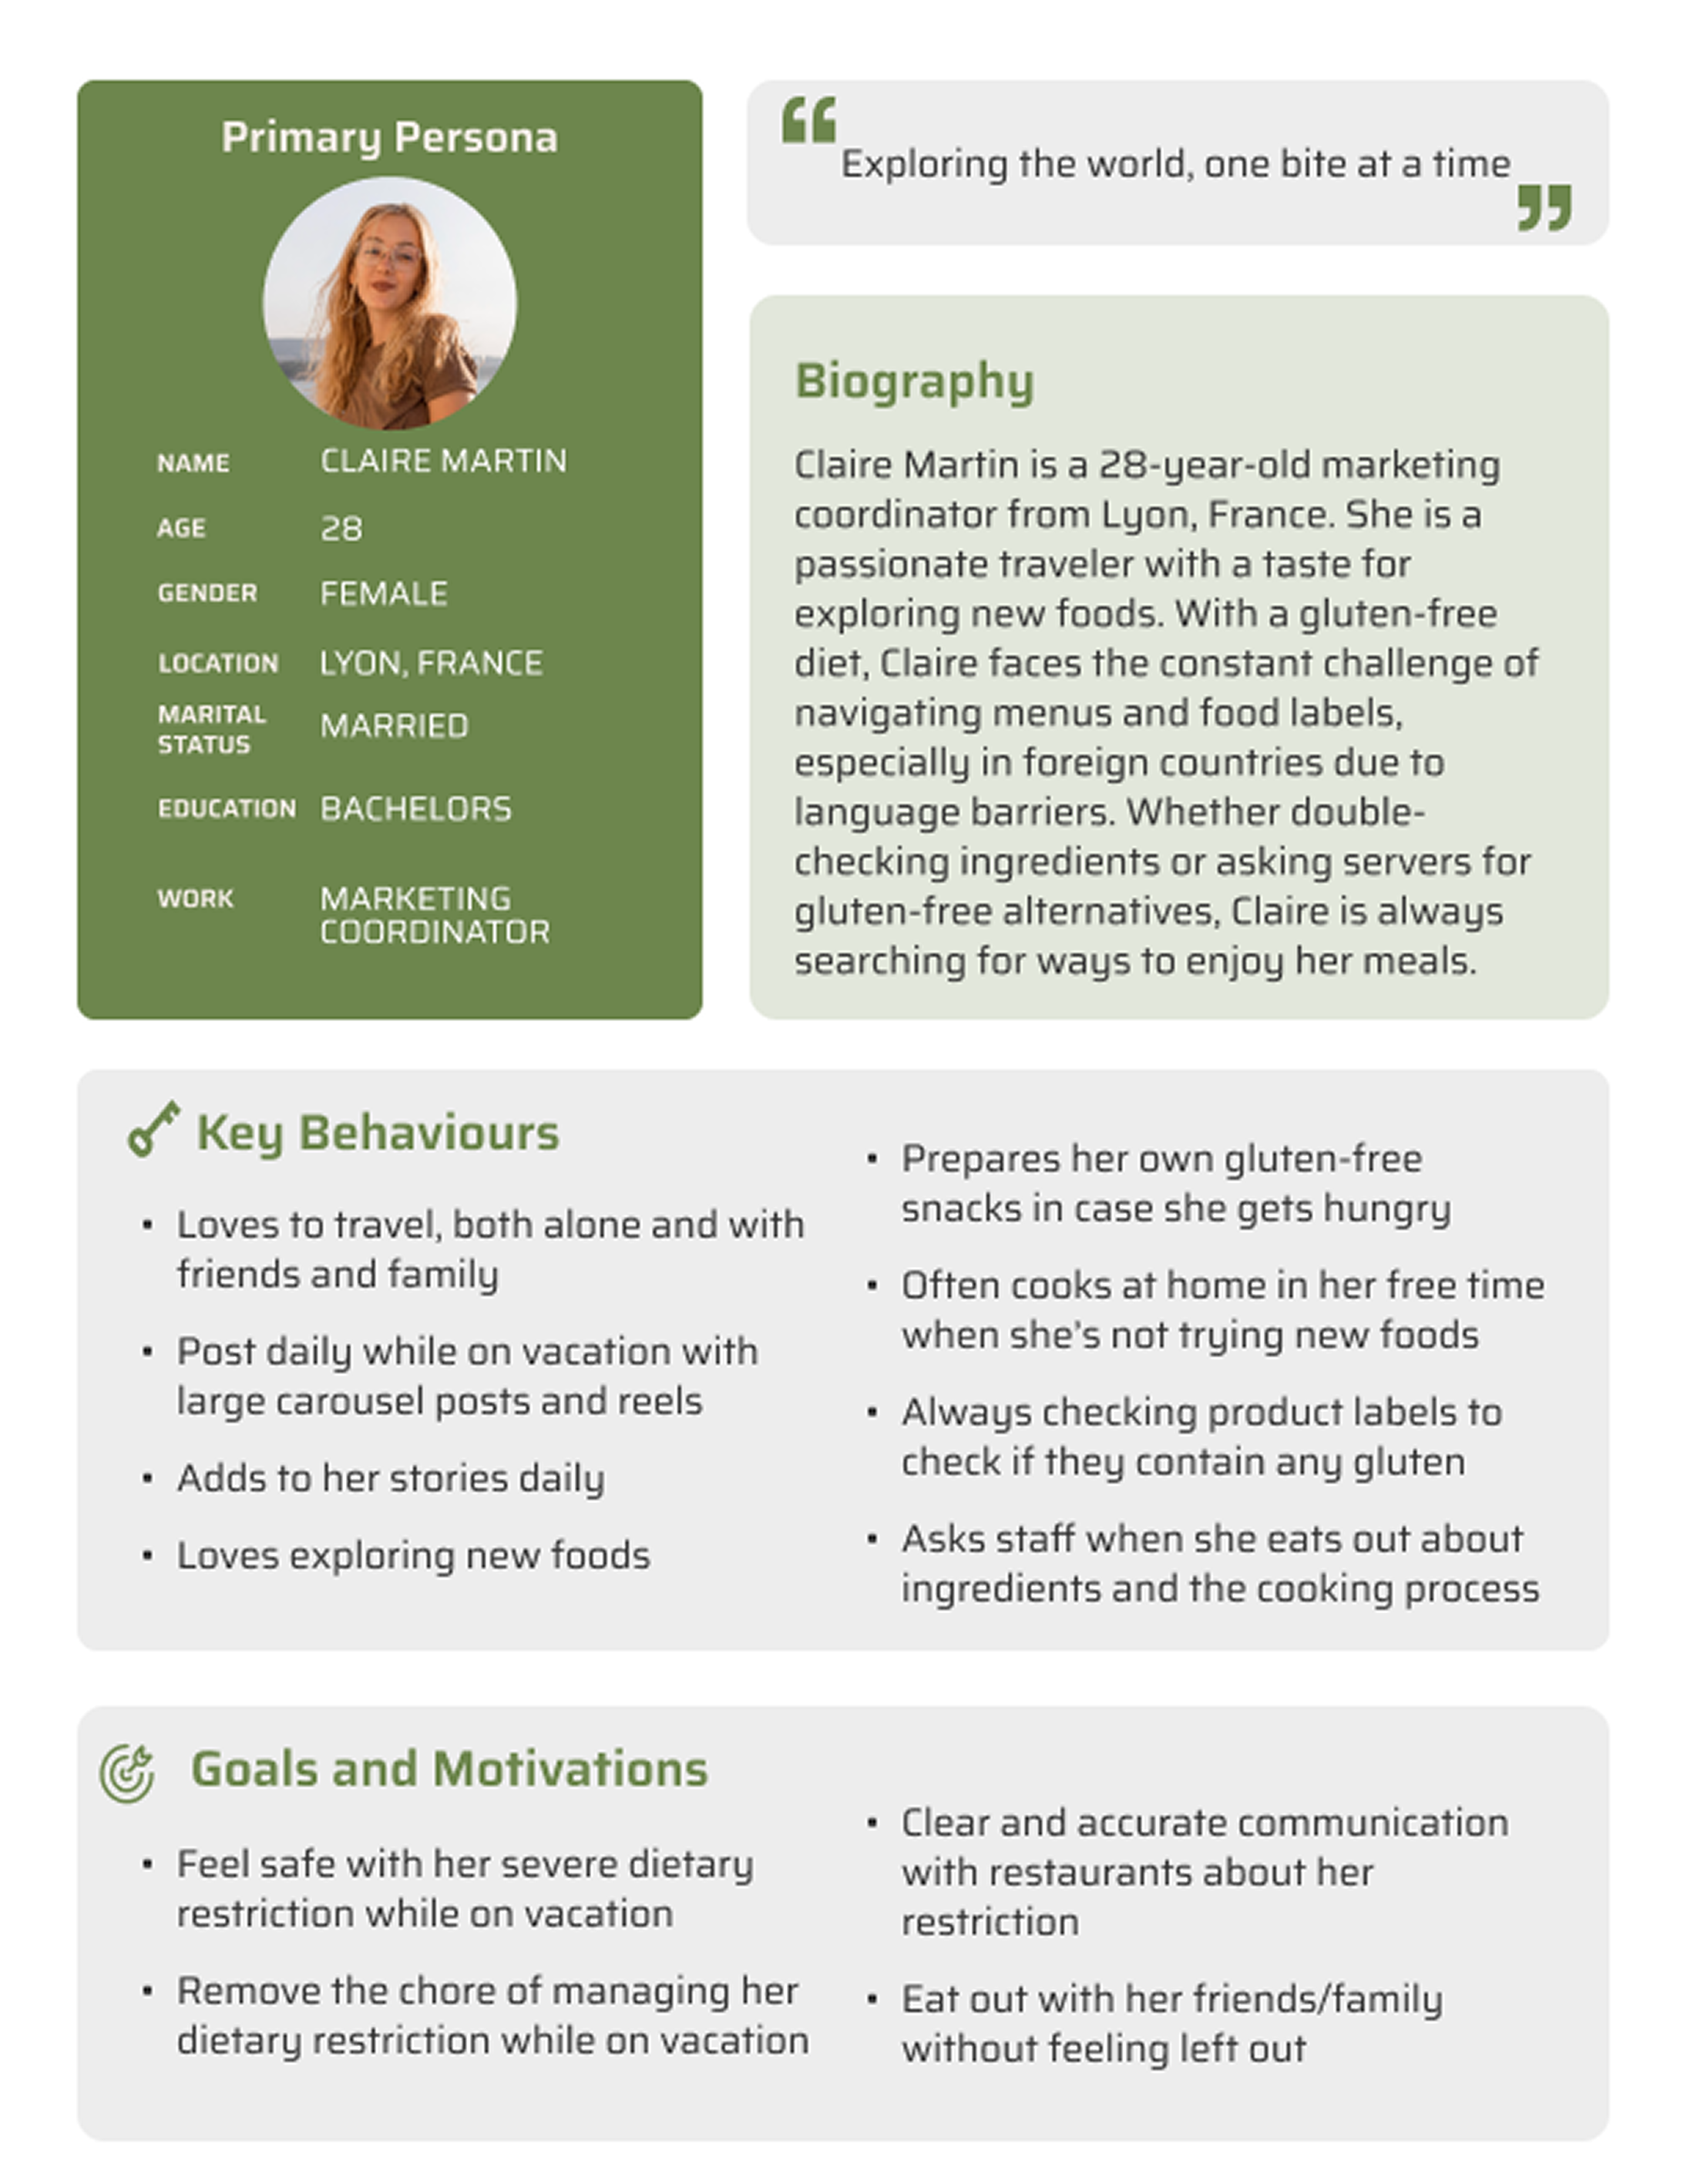 Primary Persona
NAME CLAIRE MARTIN
AGE 28
GENDER FEMALE
LOCATION LYON, FRANCE
MARITAL
STATUS MARRIED
EDUCATION BACHELORS
WORK MARKETING
COORDINATOR
“
Exploring the world, one bite at a time
”
Biography
Claire Martin is a 28-year-old marketing
coordinator from Lyon, France. She is a
passionate traveler with a taste for
exploring new foods. With a gluten-free
diet, Claire faces the constant challenge of
navigating menus and food labels,
especially in foreign countries due to
language barriers. Whether double-
checking ingredients or asking servers for
gluten-free alternatives, Claire is always
searching for ways to enjoy her meals.
Key Behaviours
• Loves to travel, both alone and with
friends and family
• Post daily while on vacation with
large carousel posts and reels
• Adds to her stories daily
• Loves exploring new foods
• Prepares her own gluten-free
snacks in case she gets hungry
• Often cooks at home in her free time
when she's not trying new foods
• Always checking product labels to
check if they contain any gluten
• Asks staff when she eats out about
ingredients and the cooking process
Goals and Motivations
• Feel safe with her severe dietary
restriction while on vacation
• Remove the chore of managing her
dietary restriction while on vacation
• Clear and accurate communication
with restaurants about her
restriction
• Eat out with her friends/family
without feeling left out